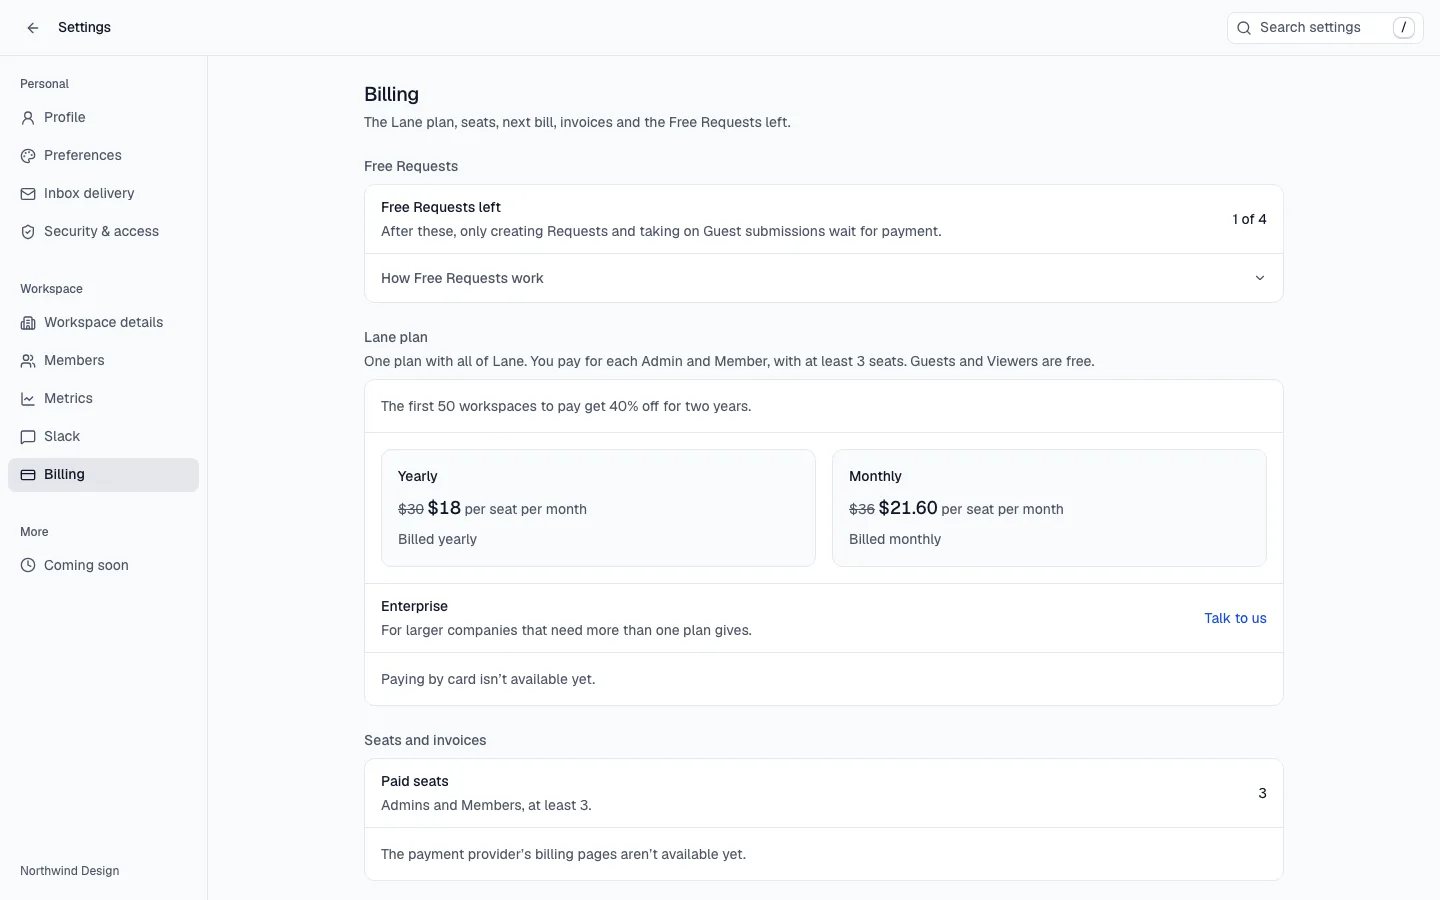 Settings
Search settings
/
Personal
Profile
Preferences
Inbox delivery
Security & access
Workspace
Workspace details
Members
Metrics
Slack
Billing
More
Coming soon
Northwind Design
Billing
The Lane plan, seats, next bill, invoices and the Free Requests left.
Free Requests
Free Requests left
After these, only creating Requests and taking on Guest submissions wait for payment.
1 of 4
How Free Requests work
Lane plan
One plan with all of Lane. You pay for each Admin and Member, with at least 3 seats. Guests and Viewers are free.
The first 50 workspaces to pay get 40% off for two years.
Yearly
$30 $18 per seat per month
Billed yearly
Monthly
$36 $21.60 per seat per month
Billed monthly
Enterprise
For larger companies that need more than one plan gives.
Talk to us
Paying by card isn’t available yet.
Seats and invoices
Paid seats
Admins and Members, at least 3.
3
The payment provider’s billing pages aren’t available yet.